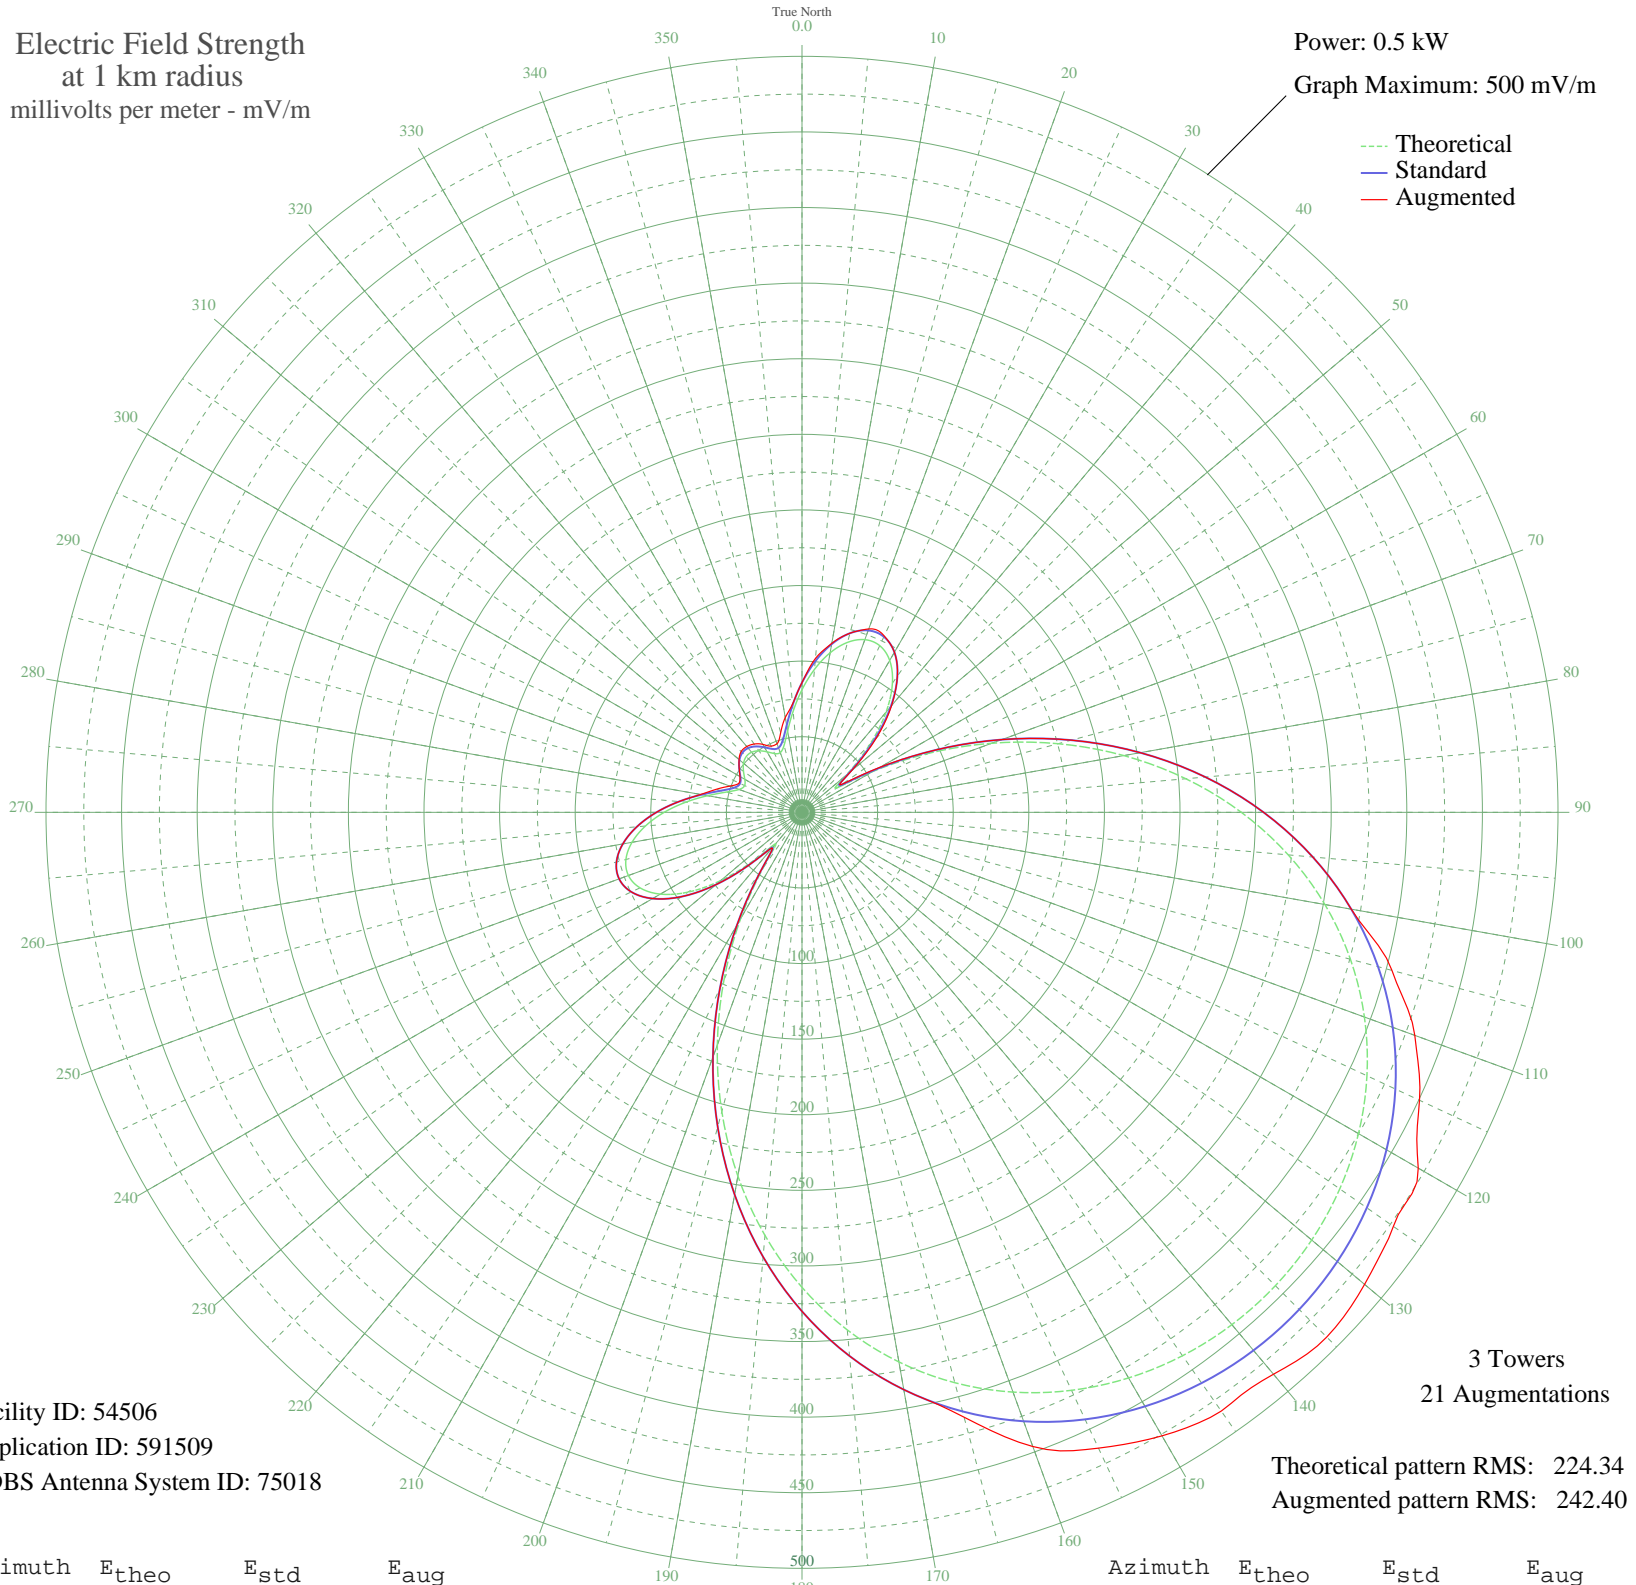 True North
0.0
Electric Field Strength
at 1 km radius
millivolts per meter - mV/m
Power: 0.5 kW
Graph Maximum: 500 mV/m
Theoretical
Standard
Augmented
10
20
30
40
50
60
70
80
90
100
110
120
130
140
150
160
170
190
200
210
220
230
240
250
260
270
280
290
300
310
320
330
340
350
100
150
200
250
300
350
400
450
500
3 Towers
21 Augmentations
cility ID: 54506
plication ID: 591509
DBS Antenna System ID: 75018
Theoretical pattern RMS: 224.34
Augmented pattern RMS: 242.40
imuth Etheo Estd Eaug
Azimuth Etheo Estd Eaug